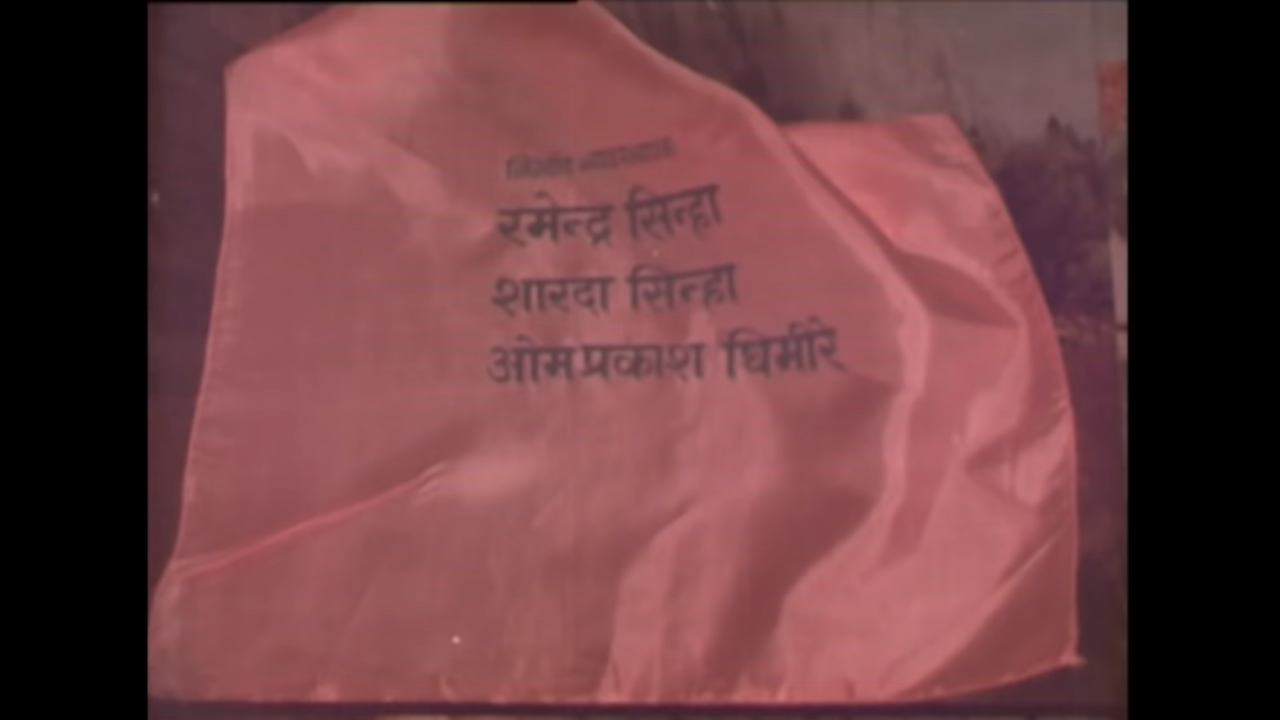 रमेन्द्र सिन्हा
शारदा सिन्हा
ओमप्रकाश घिमीरे